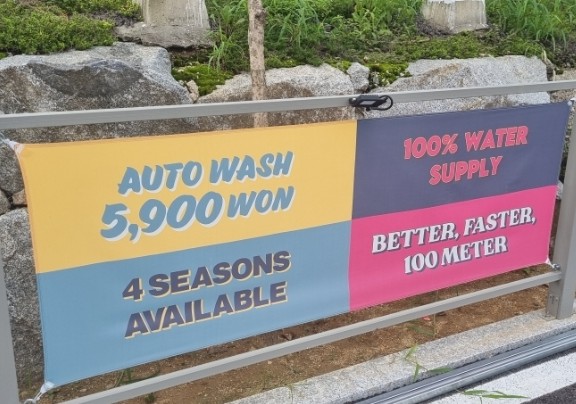 AUTO WASH
5,900 WON
4 SEASONS
AVAILABLE
100% WATER
SUPPLY
BETTER, FASTER,
100 METER